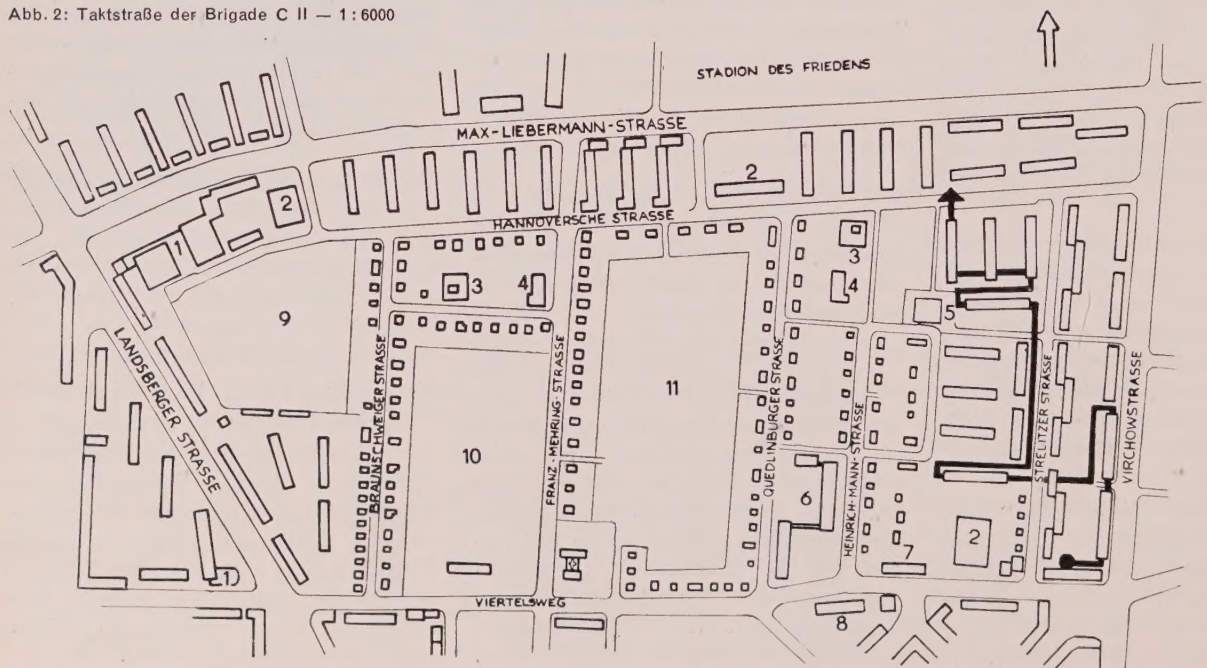 Abb. 2: Taktstraße der Brigade C II — 1 : 6000
STADION DES FRIEDENS
MAX-LIEBERMANN-STRASSE
2
2
HANNOVERSCHE STRASSE
1
3
4
3
4
5
9
LANDSBERGER STRASSE
BRAUNSCHWEIGER STRASSE
10
FRANZ-MEHRING-STRASSE
11
QUEDLINBURGER STRASSE
HEINRICH-MANN-STRASSE
STRELITZER STRASSE
VIRCHOWSTRASSE
6
7
2
1
VIERTELSWEG
8